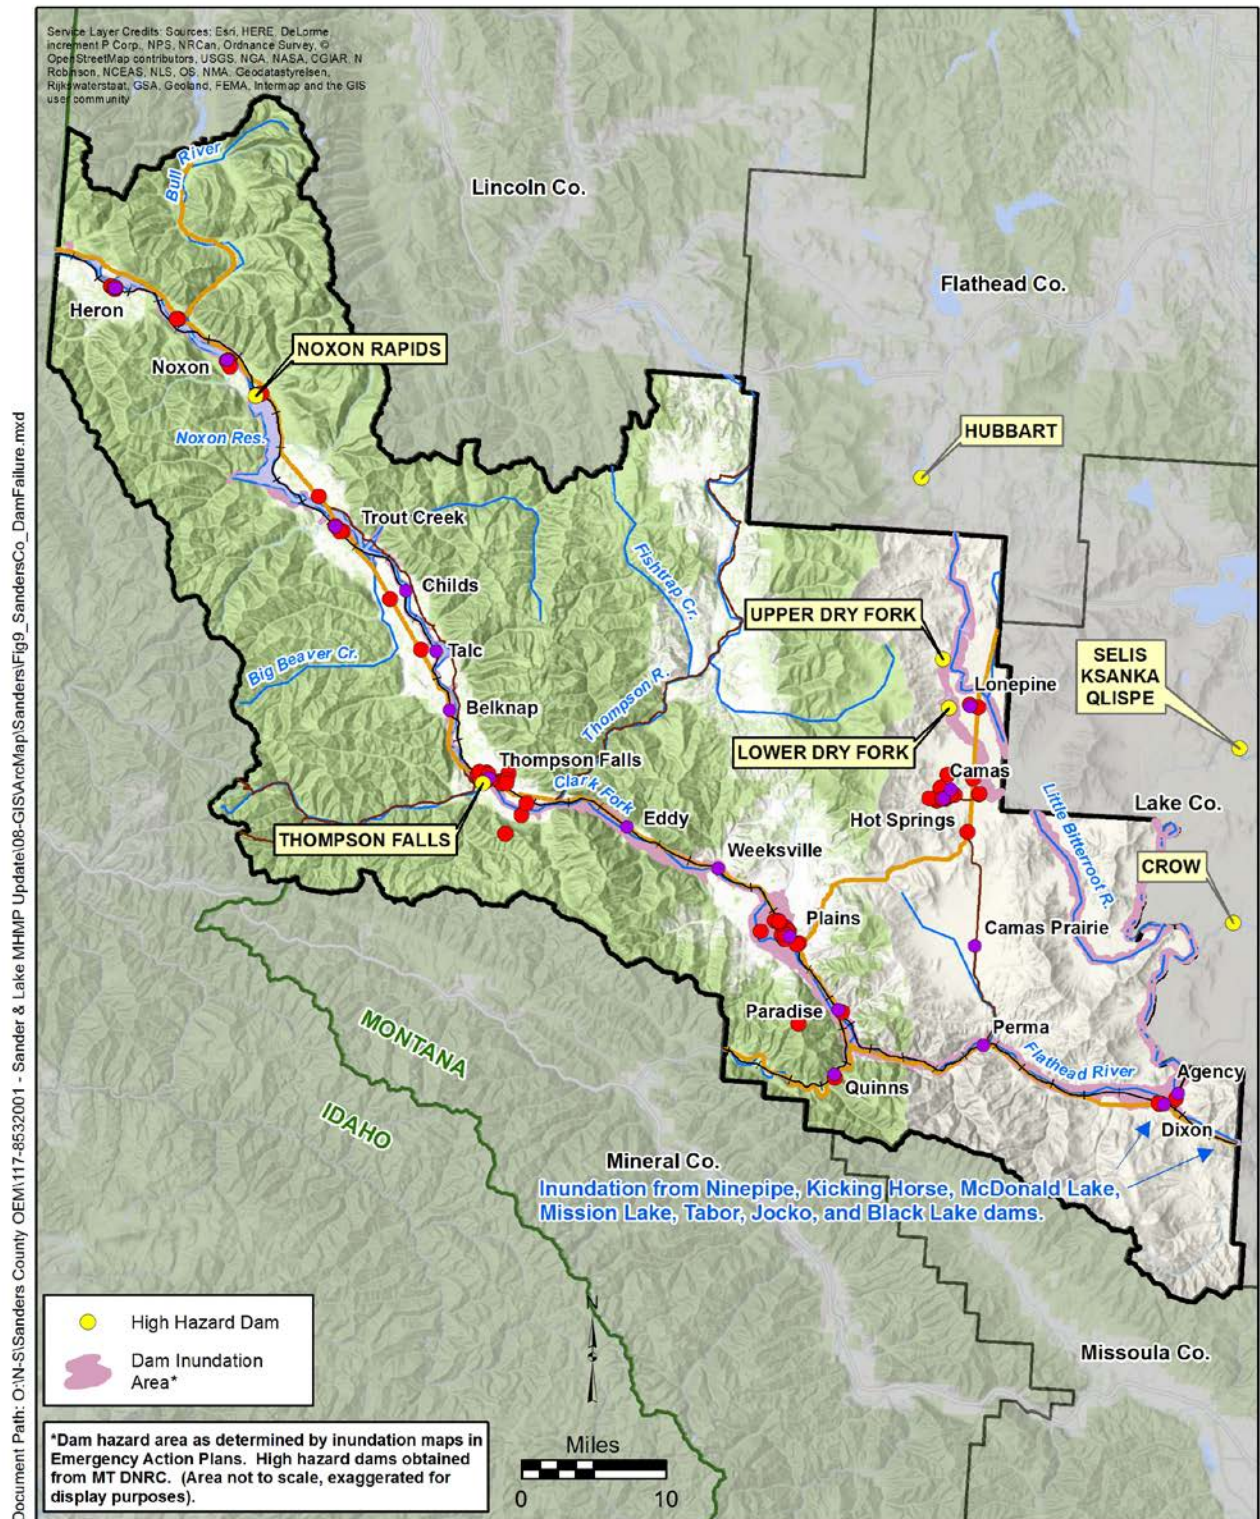 Service Layer Credits: Sources: Esri, HERE, DeLorme,
increment P Corp., NPS, NRCan, Ordnance Survey, ©
OpenStreetMap contributors, USGS, NGA, NASA, CGIAR, N
Robinson, NCEAS, NLS, OS, NMA, Geodatastyrelsen,
Rijkswaterstaat, GSA, Geoland, FEMA, Intermap and the GIS
user community
Bull River
Lincoln Co.
Flathead Co.
Heron
NOXON RAPIDS
Noxon
Noxon Res.
HUBBART
Trout Creek
Fishtrap Cr.
Childs
UPPER DRY FORK
Talc
Big Beaver Cr.
SELIS
KSANKA
QLISPE
Lonepine
Belknap
Thompson R.
LOWER DRY FORK
Thompson Falls
Camas
Clark Fork
Little Bitterroot R.
Lake Co.
Hot Springs
Eddy
THOMPSON FALLS
Weeksville
CROW
Plains
Camas Prairie
Paradise
MONTANA
Perma
Flathead River
Agency
Quinns
IDAHO
Dixon
Mineral Co.
Inundation from Ninepipe, Kicking Horse, McDonald Lake,
Mission Lake, Tabor, Jocko, and Black Lake dams.
N
High Hazard Dam
Dam Inundation
Area*
Missoula Co.
*Dam hazard area as determined by inundation maps in
Emergency Action Plans. High hazard dams obtained
from MT DNRC. (Area not to scale, exaggerated for
display purposes).
Miles
0 10
Document Path: O:\N-S\Sanders County OEM\117-8532001 - Sander & Lake MHMP Update\08-GIS\ArcMap\Sanders\Fig9_SandersCo_DamFailure.mxd